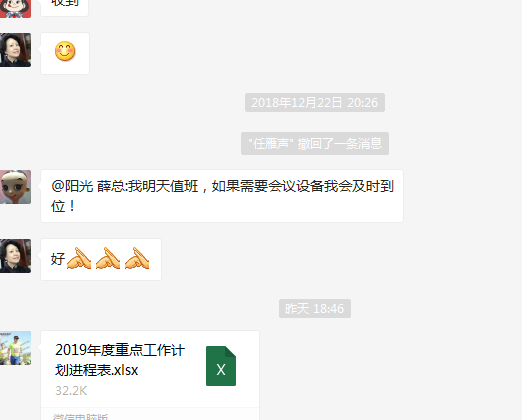 收到
2018年12月22日 20:26
"任雁声" 撤回了一条消息
@阳光 薛总:我明天值班，如果需要会议设备我会及时到
位！
好
昨天 18:46
2019年度重点工作计
划进程表.xlsx
X
32.2K
微信电脑版